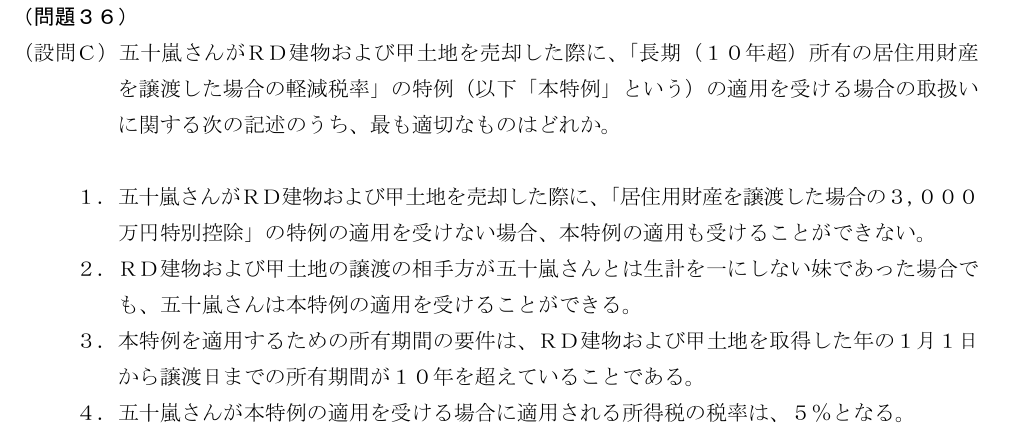 （問題３６）
（設問Ｃ）五十嵐さんがＲＤ建物および甲土地を売却した際に、「長期（１０年超）所有の居住用財産
を譲渡した場合の軽減税率」の特例（以下「本特例」という）の適用を受ける場合の取扱い
に関する次の記述のうち、最も適切なものはどれか。
１．五十嵐さんがＲＤ建物および甲土地を売却した際に、「居住用財産を譲渡した場合の３，０００
万円特別控除」の特例の適用を受けない場合、本特例の適用も受けることができない。
２．ＲＤ建物および甲土地の譲渡の相手方が五十嵐さんとは生計を一にしない妹であった場合で
も、五十嵐さんは本特例の適用を受けることができる。
３．本特例を適用するための所有期間の要件は、ＲＤ建物および甲土地を取得した年の１月１日
から譲渡日までの所有期間が１０年を超えていることである。
４．五十嵐さんが本特例の適用を受ける場合に適用される所得税の税率は、５％となる。